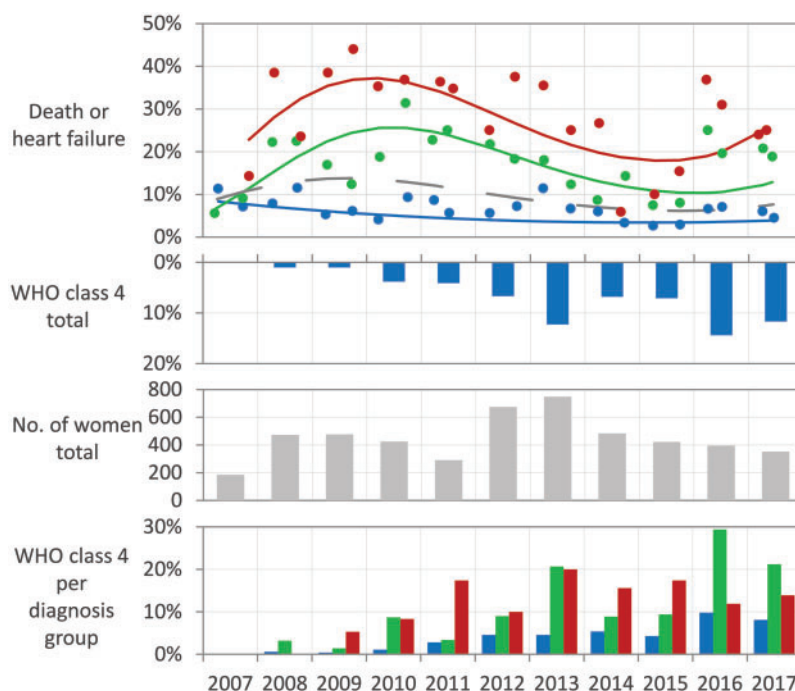 50%
40%
30%
20%
10%
0%
Death or
heart failure
0%
10%
20%
WHO class 4
total
800
600
400
200
0
No. of women
total
30%
20%
10%
0%
WHO class 4
per
diagnosis
group
2007 2008 2009 2010 2011 2012 2013 2014 2015 2016 2017